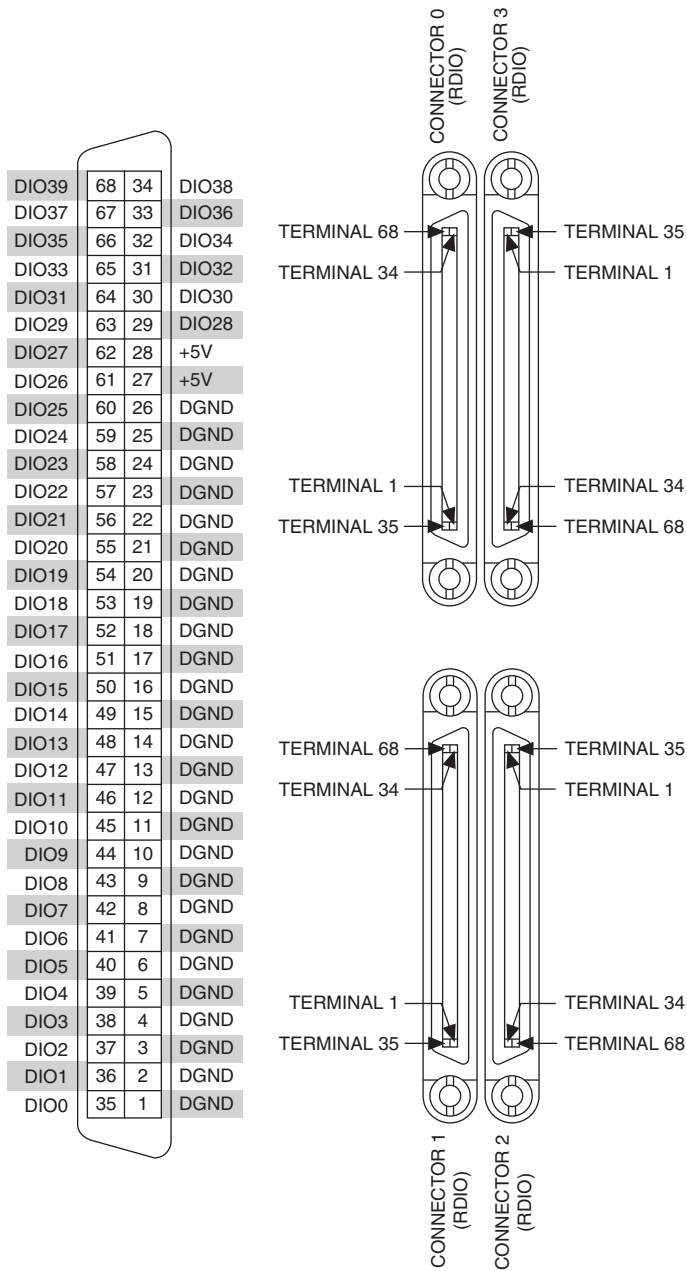 CONNECTOR 0
(RDIO)
CONNECTOR 3
(RDIO)
DIO39 68 34 DIO38
DIO37 67 33 DIO36
DIO35 66 32 DIO34
DIO33 65 31 DIO32
DIO31 64 30 DIO30
DIO29 63 29 DIO28
DIO27 62 28 +5V
DIO26 61 27 +5V
DIO25 60 26 DGND
DIO24 59 25 DGND
DIO23 58 24 DGND
DIO22 57 23 DGND
DIO21 56 22 DGND
DIO20 55 21 DGND
DIO19 54 20 DGND
DIO18 53 19 DGND
DIO17 52 18 DGND
DIO16 51 17 DGND
DIO15 50 16 DGND
DIO14 49 15 DGND
DIO13 48 14 DGND
DIO12 47 13 DGND
DIO11 46 12 DGND
DIO10 45 11 DGND
DIO9 44 10 DGND
DIO8 43 9 DGND
DIO7 42 8 DGND
DIO6 41 7 DGND
DIO5 40 6 DGND
DIO4 39 5 DGND
DIO3 38 4 DGND
DIO2 37 3 DGND
DIO1 36 2 DGND
DIO0 35 1 DGND
TERMINAL 68
TERMINAL 35
TERMINAL 34
TERMINAL 1
TERMINAL 1
TERMINAL 34
TERMINAL 35
TERMINAL 68
TERMINAL 68
TERMINAL 35
TERMINAL 34
TERMINAL 1
TERMINAL 1
TERMINAL 34
TERMINAL 35
TERMINAL 68
CONNECTOR 1
(RDIO)
CONNECTOR 2
(RDIO)